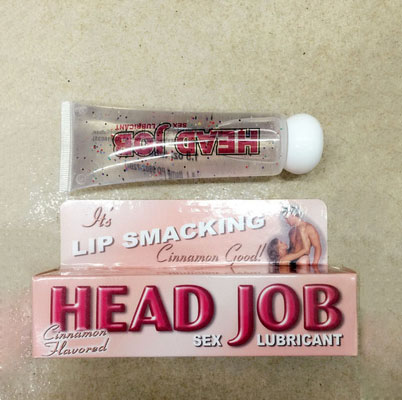 HEAD JOB
SEX LUBRICANT
It's
LIP SMACKING
Cinnamon Good!
HEAD JOB
Cinnamon
Flavored
SEX LUBRICANT